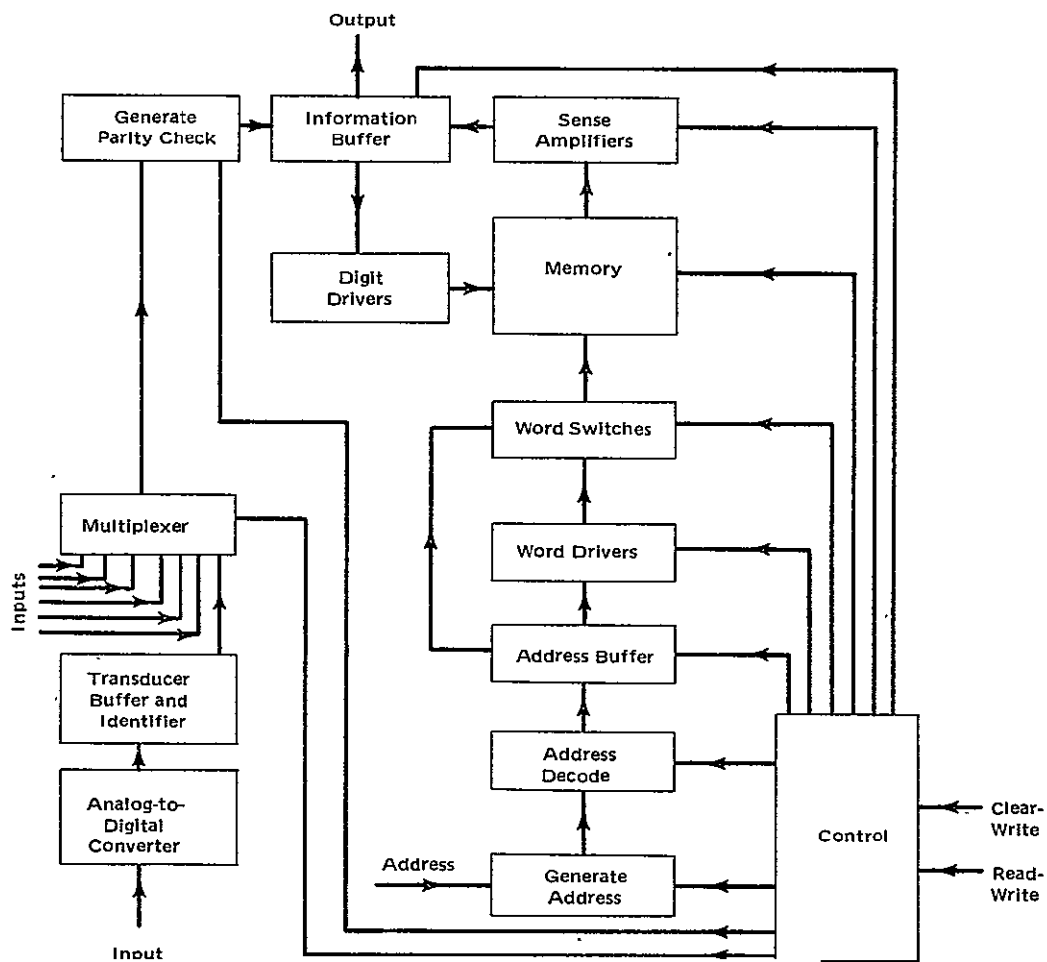 Output
Generate
Parity Check
Information
Buffer
Sense
Amplifiers
Digit
Drivers
Memory
Word Switches
Multiplexer
Word Drivers
Inputs
Address Buffer
Transducer
Buffer and
Identifier
Address
Decode
Analog-to-
Digital
Converter
Control
Clear-
Write
Address
Generate
Address
Read-
Write
Input